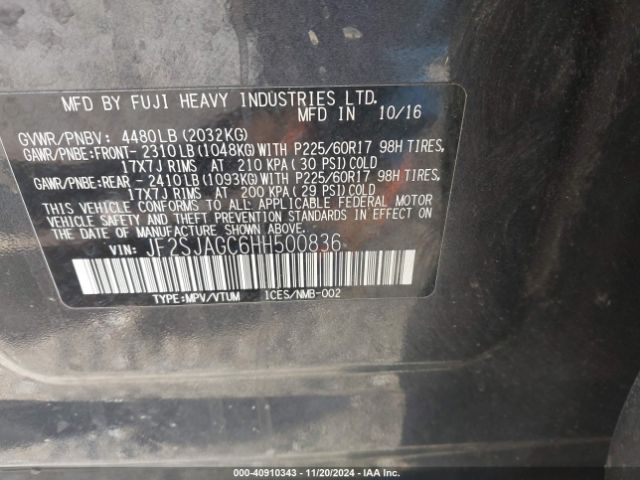 MFD BY FUJI HEAVY INDUSTRIES LTD.
MFD IN 10/16
GVWR/PNBV: 4480LB(2032KG)
GAWR/PNBE:FRONT-2310LB(1048KG)WITH P225/60R17 98H TIRES,
17X7J RIMS AT 210 KPA(30 PSI)COLD
GAWR/PNBE:REAR -2410LB(1093KG)WITH P225/60R17 98H TIRES,
17X7J RIMS AT 200 KPA(29 PSI)COLD
THIS VEHICLE CONFORMS TO ALL APPLICABLE FEDERAL MOTOR
VEHICLE SAFETY AND THEFT PREVENTION STANDARDS IN EFFECT ON
THE DATE OF MANUFACTURE SHOWN ABOVE.
VIN: JF2SJAGC6HH500836
TYPE:MPV/VTUM ICES/NMB-002
000-40910343 - 11/20/2024 - IAA Inc.